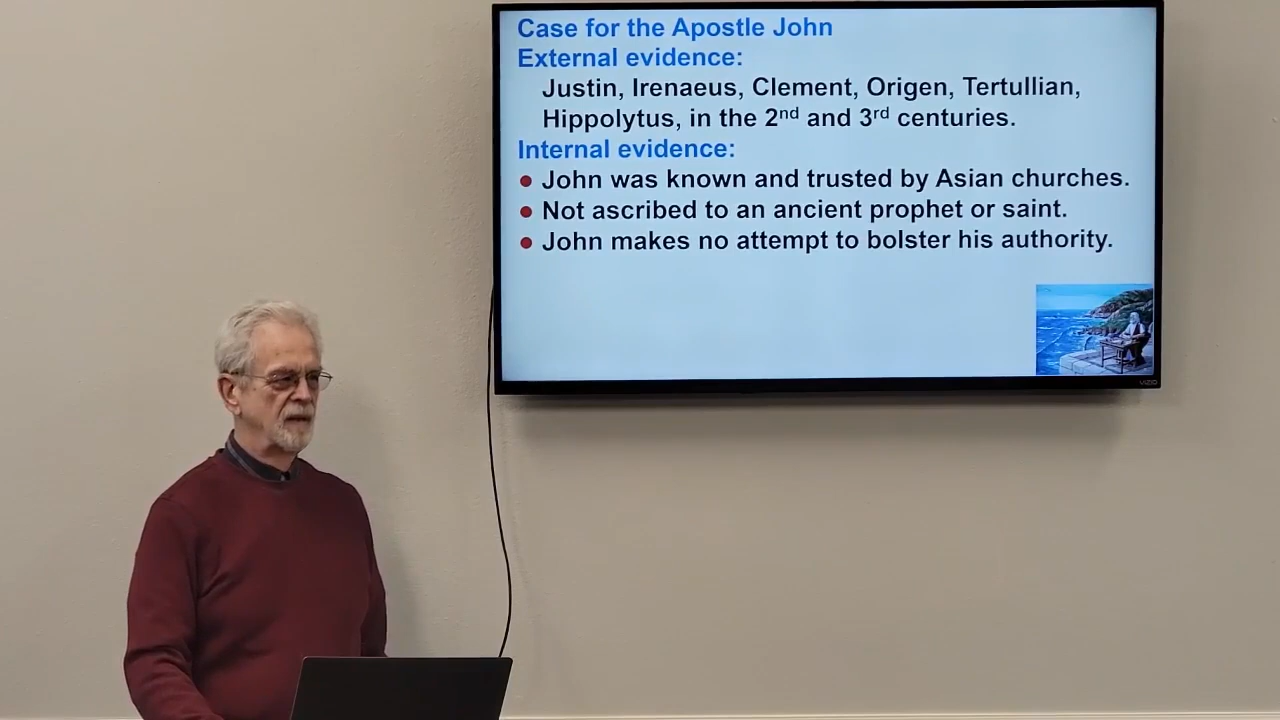 Case for the Apostle John
External evidence:
Justin, Irenaeus, Clement, Origen, Tertullian,
Hippolytus, in the 2nd and 3rd centuries.
Internal evidence:
● John was known and trusted by Asian churches.
● Not ascribed to an ancient prophet or saint.
● John makes no attempt to bolster his authority.
VIZIO